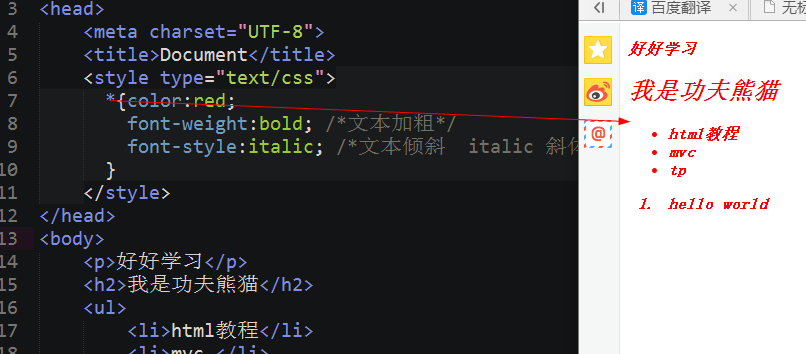 3 <head>
4 <meta charset="UTF-8">
5 <title>Document</title>
6 <style type="text/css">
7 *{color:red;
8 font-weight:bold; /*文本加粗*/
9 font-style:italic; /*文本倾斜 italic 斜体
10 }
11 </style>
12 </head>
13 <body>
14 <p>好好学习</p>
15 <h2>我是功夫熊猫</h2>
16 <ul>
17 <li>html教程</li>
18 <li>mvc </li>
译 百度翻译 × 无标
好好学习
我是功夫熊猫
• html教程
• mvc
• tp
1. hello world